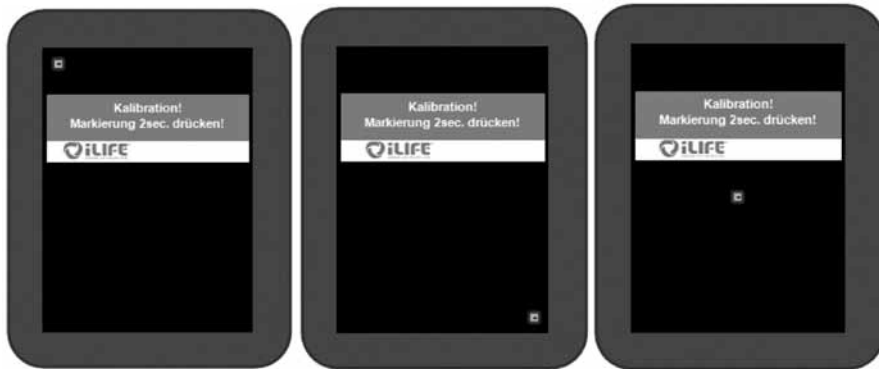 Kalibration!
Markierung 2sec. drücken!
iLIFE
Kalibration!
Markierung 2sec. drücken!
iLIFE
Kalibration!
Markierung 2sec. drücken!
iLIFE